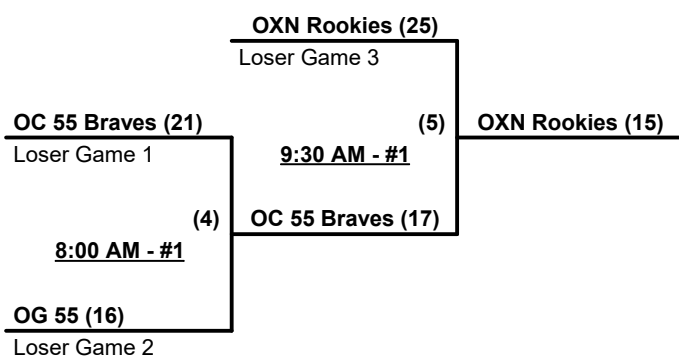 OXN Rookies (25)
Loser Game 3
OC 55 Braves (21)
(5)
OXN Rookies (15)
Loser Game 1
9:30 AM - #1
(4)
OC 55 Braves (17)
8:00 AM - #1
OG 55 (16)
Loser Game 2